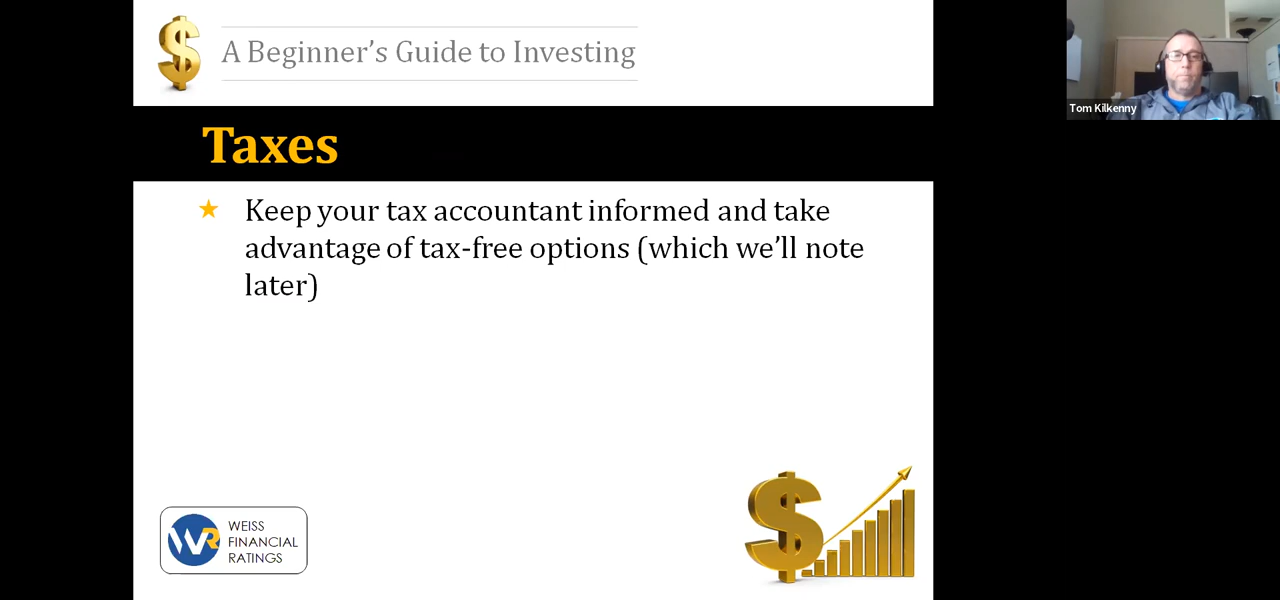 A Beginner’s Guide to Investing
Tom Kilkenny
Taxes
Keep your tax accountant informed and take
advantage of tax-free options (which we’ll note
later)
WR
WEISS
FINANCIAL
RATINGS